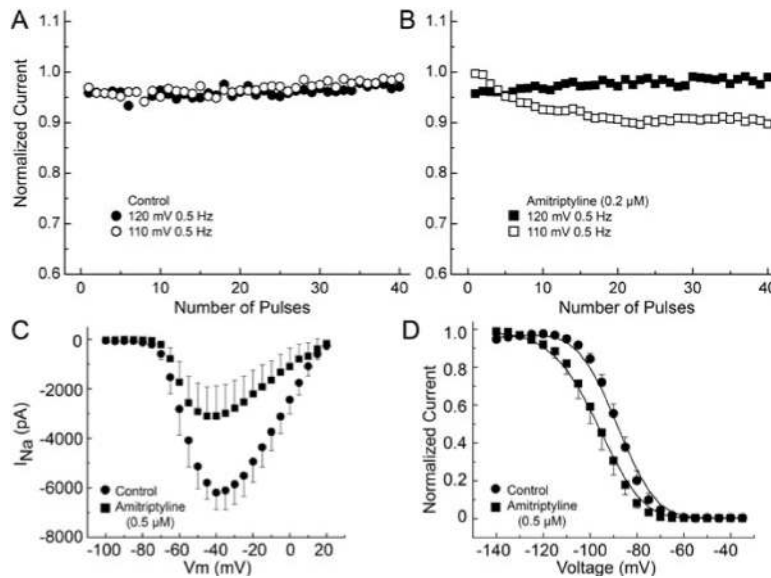 A
Normalized Current
1.1
1.0
0.9
0.8
0.7
0.6
Control
120 mV 0.5 Hz
110 mV 0.5 Hz
0 10 20 30 40
Number of Pulses
B
1.1
1.0
0.9
0.8
0.7
0.6
Amitriptyline (0.2 µM)
120 mV 0.5 Hz
110 mV 0.5 Hz
0 10 20 30 40
Number of Pulses
C
INa (pA)
0
-2000
-4000
-6000
-8000
Control
Amitriptyline
(0.5 µM)
-100 -80 -60 -40 -20 0 20
Vm (mV)
D
Normalized Current
1.0
0.8
0.6
0.4
0.2
0
Control
Amitriptyline
(0.5 µM)
-140 -120 -100 -80 -60 -40
Voltage (mV)